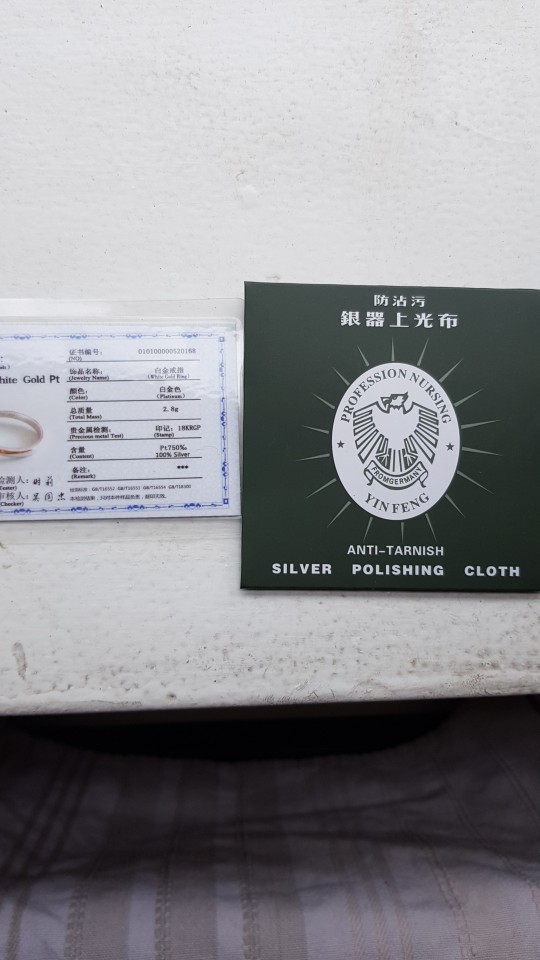 hite Gold Pt
证书编号:
(NO)
010100000520168
饰品名称:
(Jewelry Name)
白金戒指
(White Gold Ring)
颜色:
(Color)
白金色
(Platinum)
总质量
(Total Mass)
2.8g
贵金属检测:
(Precious metal Test)
印记: 18KRGP
(Stamp)
含量
(Content)
Pt750‰
100% Silver
备注:
(Remark)
***
检测人:
核人:
Checker)
防沾污
銀器上光布
PROFESSION NURSING
FROMGERMANY
YINFENG
ANTI-TARNISH
SILVER POLISHING CLOTH